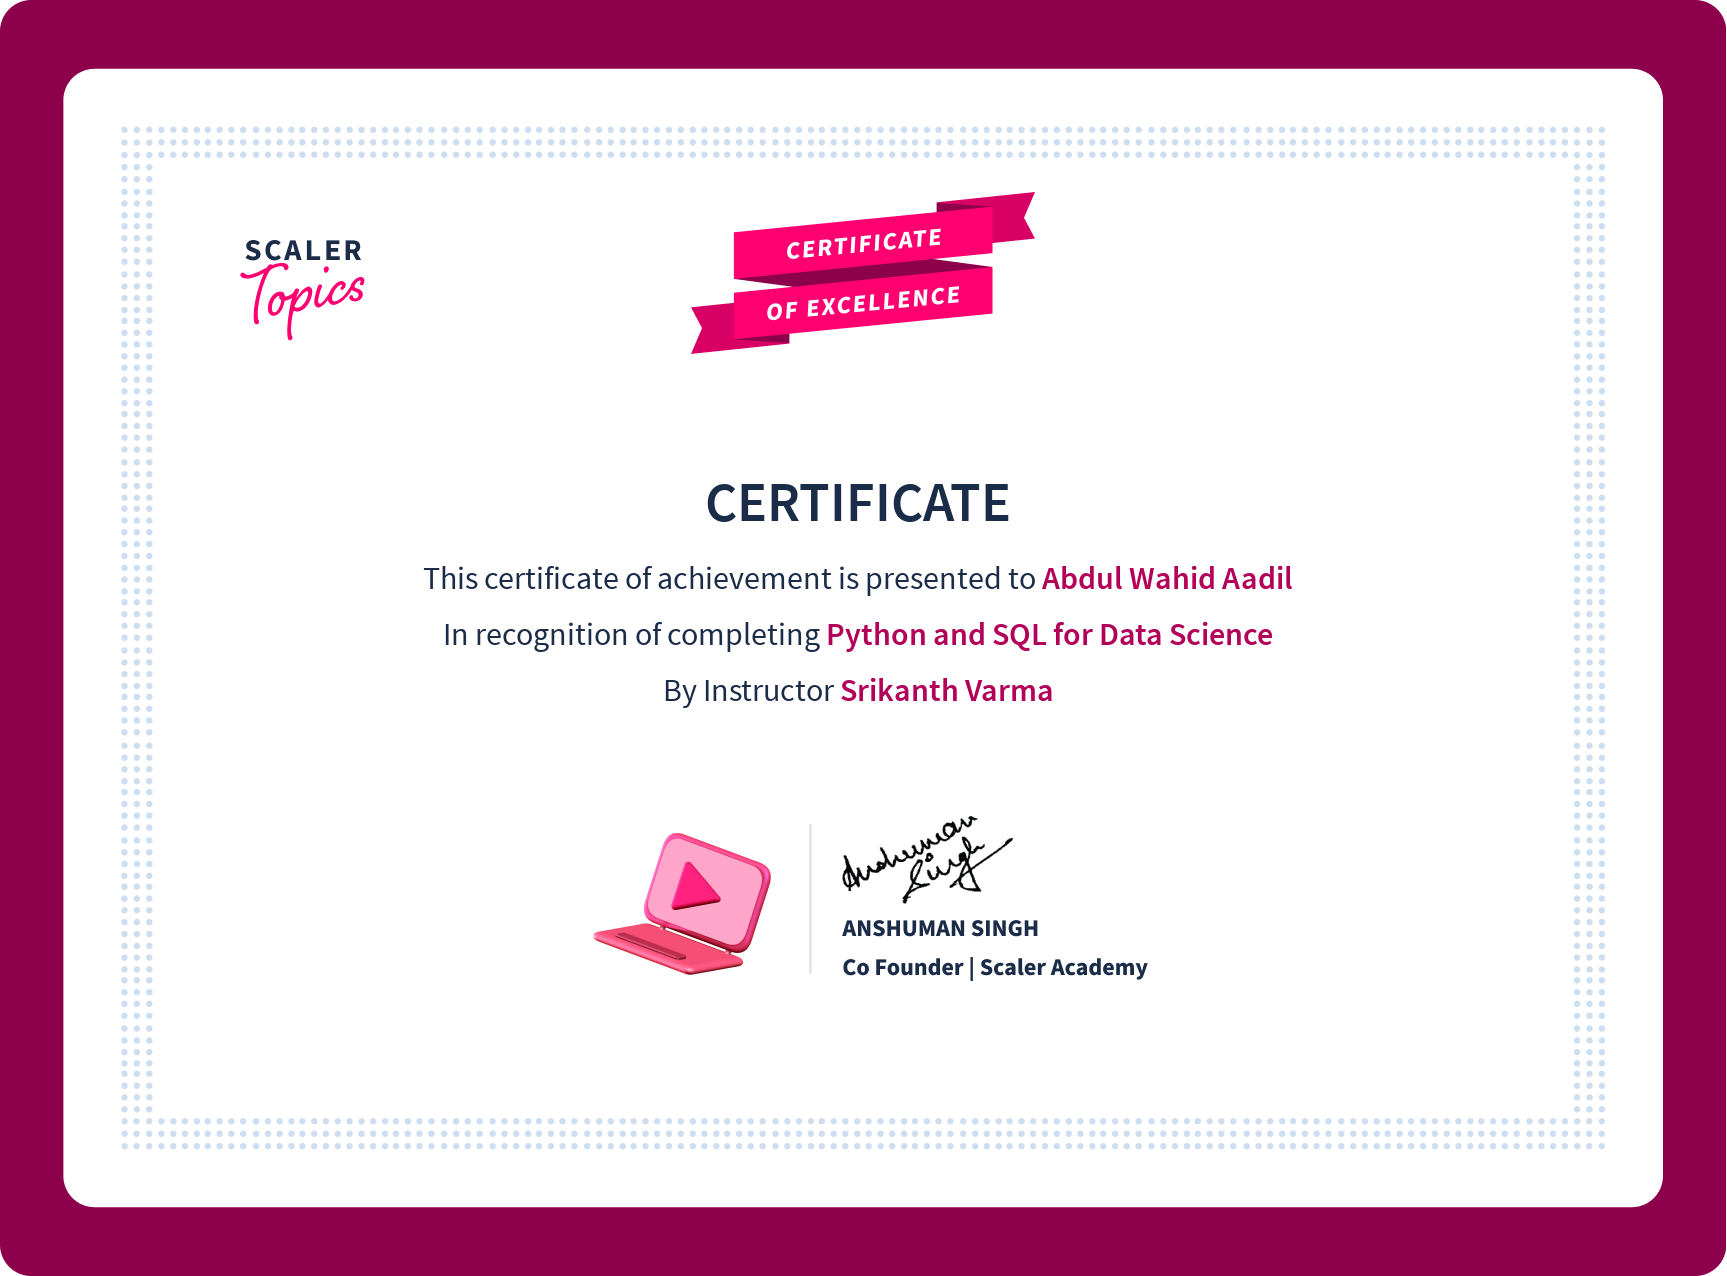 SCALER
Topics
CERTIFICATE
OF EXCELLENCE
CERTIFICATE
This certificate of achievement is presented to Abdul Wahid Aadil
In recognition of completing Python and SQL for Data Science
By Instructor Srikanth Varma
Anshuman
Singh
ANSHUMAN SINGH
Co Founder | Scaler Academy